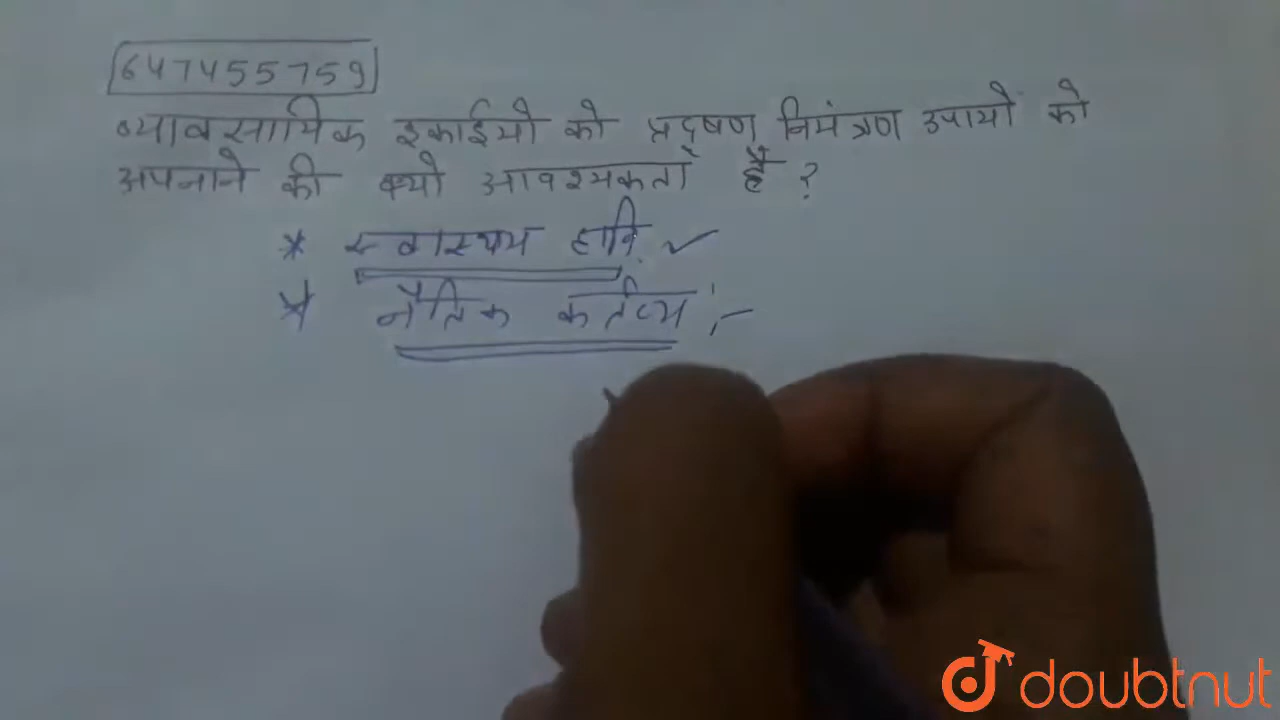 647455759
व्यावसायिक इकाईयो को प्रदूषण नियंत्रण उपायो को
अपनाने की क्यो आवश्यकता है ?
* स्वास्थ्य हानि ✓
* नैतिक कर्तव्य :-
doubtnut